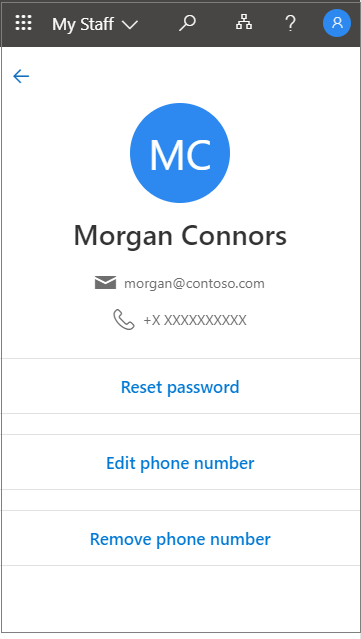 My Staff
?
MC
Morgan Connors
morgan@contoso.com
+X XXXXXXXXXX
Reset password
Edit phone number
Remove phone number